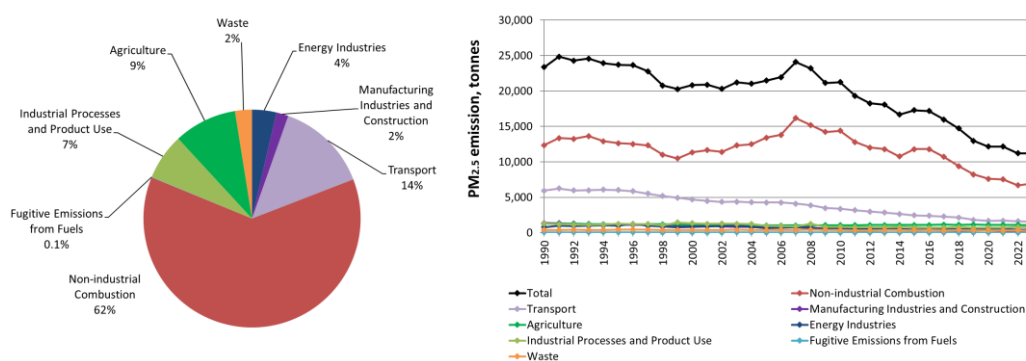 Waste
2%
Energy Industries
4%
Agriculture
9%
Manufacturing
Industries and
Construction
2%
Industrial Processes
and Product Use
7%
Transport
14%
Fugitive Emissions
from Fuels
0.1%
Non-industrial
Combustion
62%
PM2.5 emission, tonnes
30,000
25,000
20,000
15,000
10,000
5,000
0
1990
1992
1994
1996
1998
2000
2002
2004
2006
2008
2010
2012
2014
2016
2018
2020
2022
Total
Non-industrial Combustion
Transport
Manufacturing Industries and Construction
Agriculture
Energy Industries
Industrial Processes and Product Use
Fugitive Emissions from Fuels
Waste